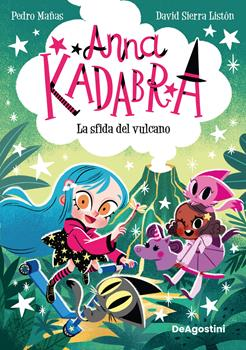 Pedro Mañas David Sierra Listón
Anna
KADABRA
La sfida del vulcano
DeAgostini